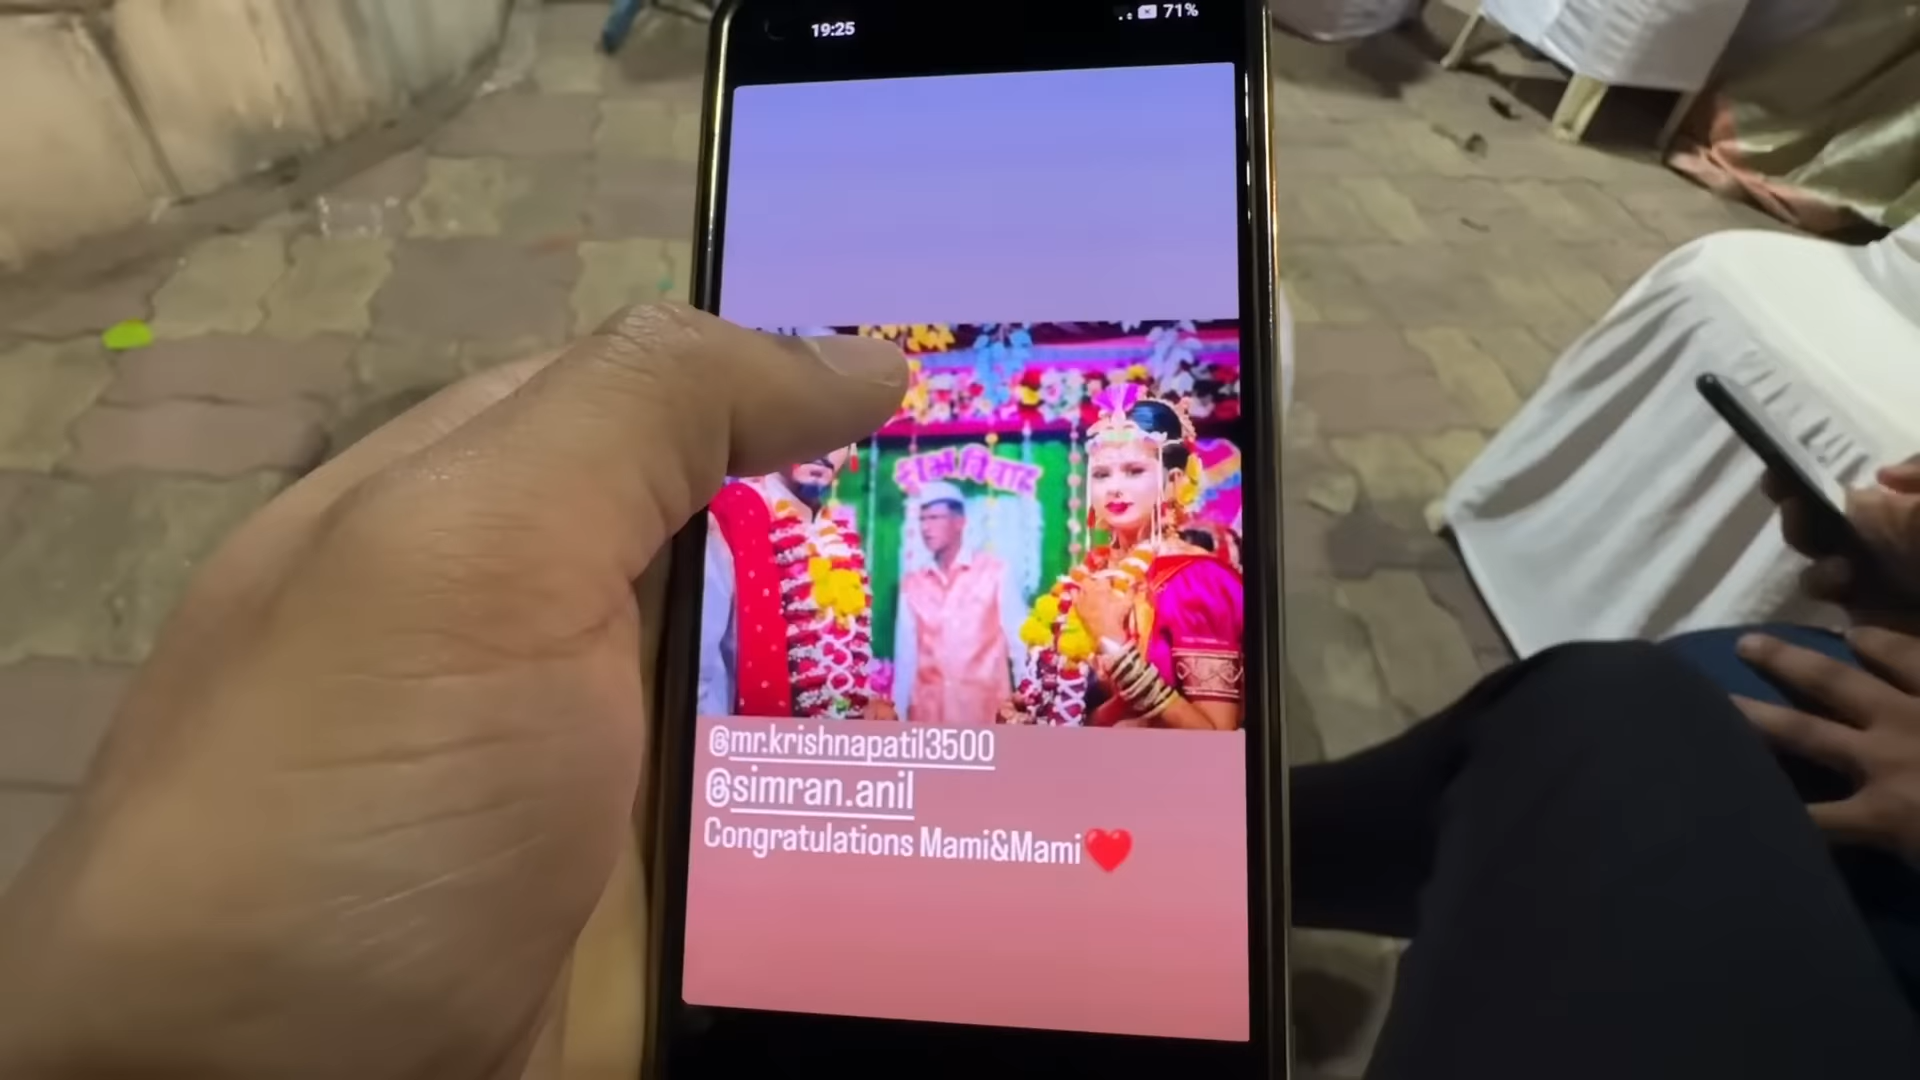 19:25 71%
शुभ विवाह
@mr.krishnapatil3500
@simran.anil
Congratulations Mami&Mami❤️